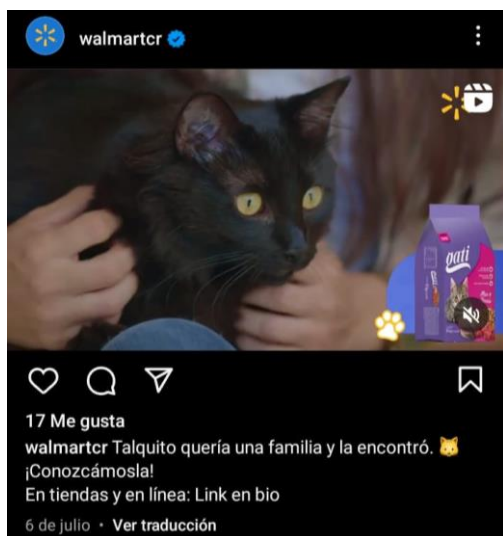 walmartcr
gati
17 Me gusta
walmartcr Talquito quería una familia y la encontró. 🐱
¡Conozcámosla!
En tiendas y en línea: Link en bio
6 de julio • Ver traducción